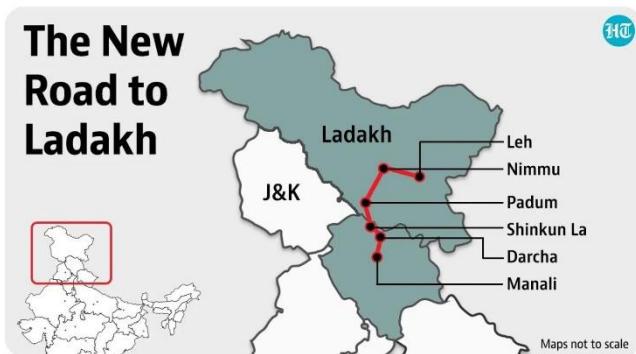 HT
The New
Road to
Ladakh
Ladakh
J&K
Leh
Nimmu
Padum
Shinkun La
Darcha
Manali
Maps not to scale